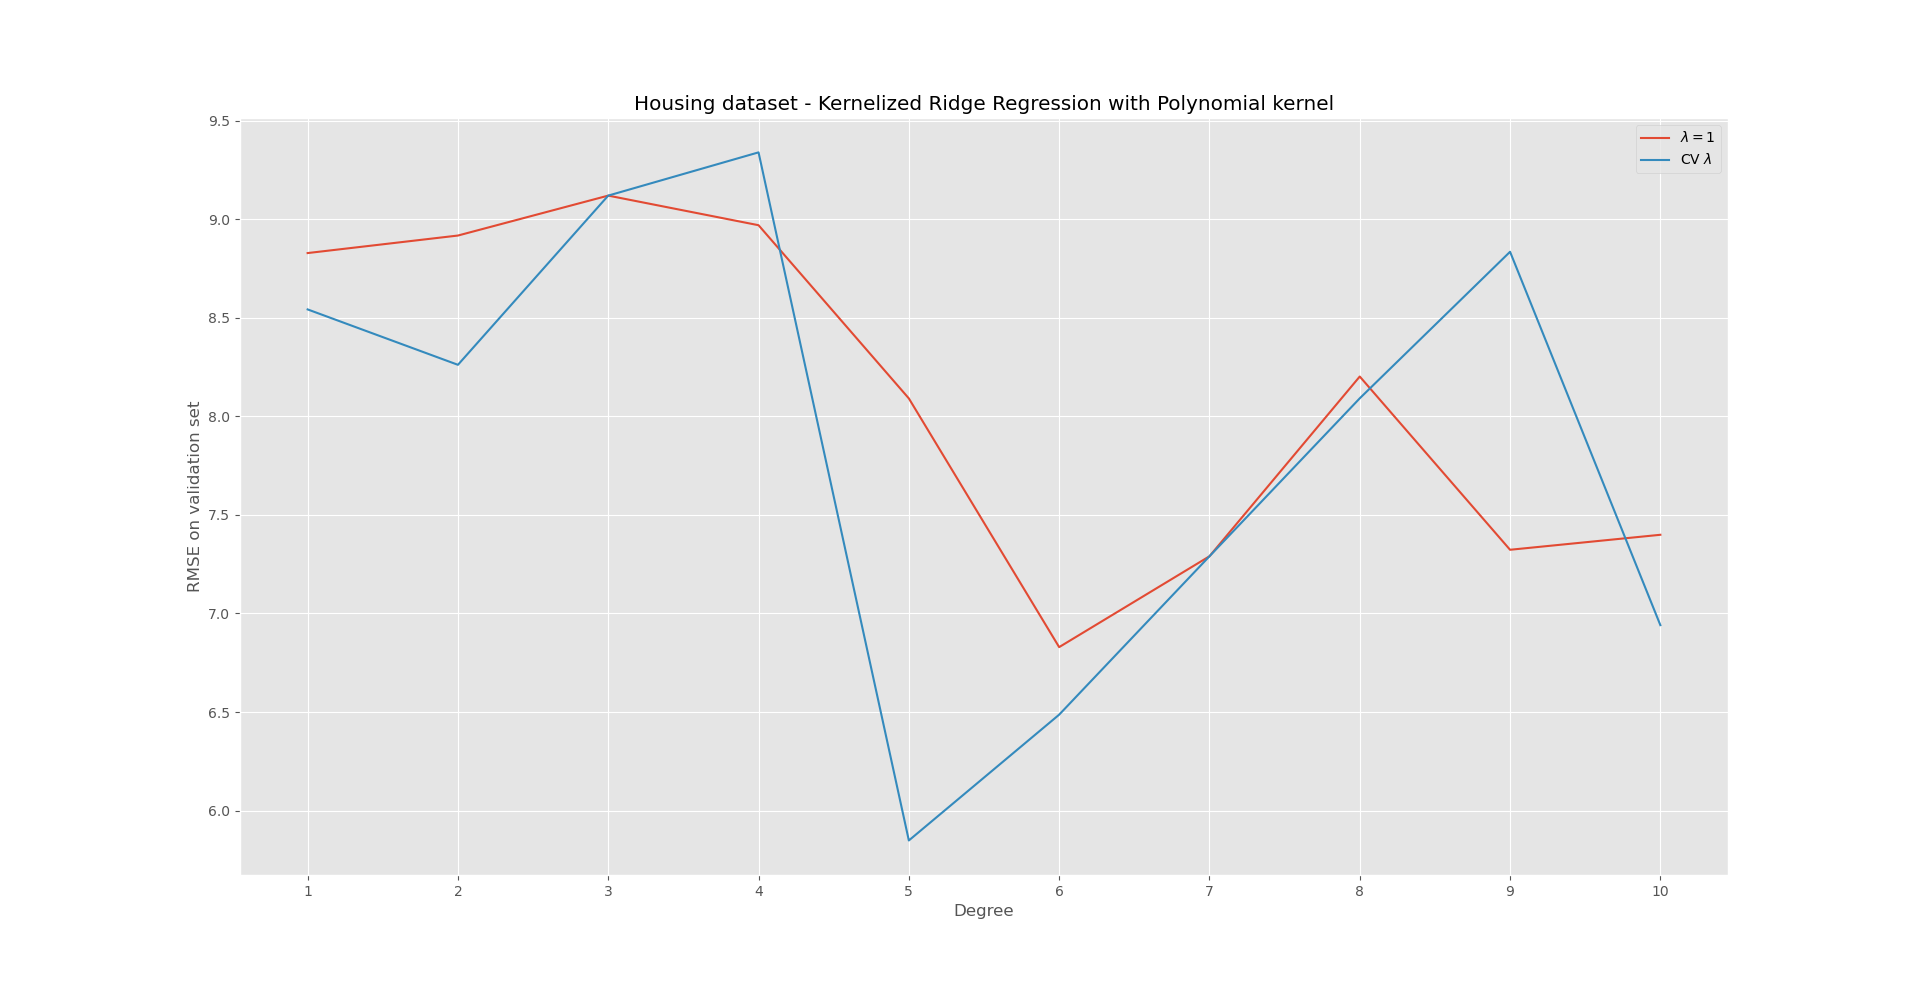 Housing dataset - Kernelized Ridge Regression with Polynomial kernel
9.5
9.0
8.5
8.0
7.5
7.0
6.5
6.0
RMSE on validation set
λ = 1
CV λ
1 2 3 4 5 6 7 8 9 10
Degree